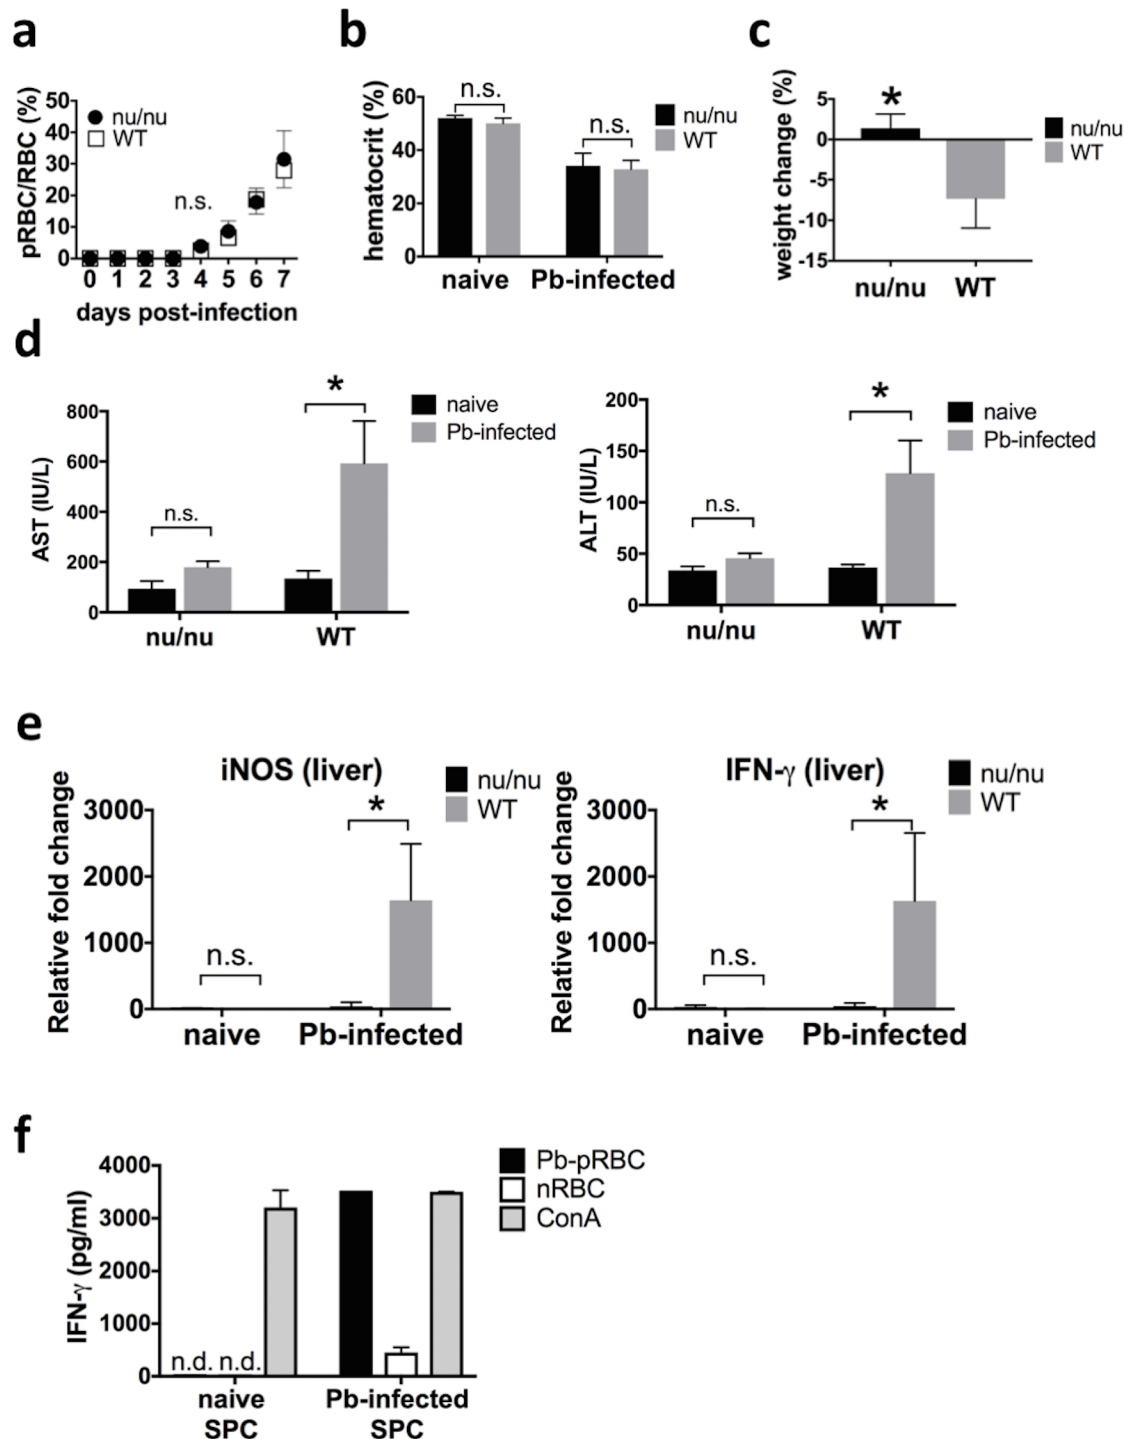 a
pRBC/RBC (%)
50
40
30
20
10
0
nu/nu
WT
n.s.
0 1 2 3 4 5 6 7
days post-infection
b
hematocrit (%)
60
40
20
0
n.s.
n.s.
nu/nu
WT
naive Pb-infected
c
weight change (%)
5
0
-5
-10
-15
*
nu/nu
WT
nu/nu WT
d
AST (IU/L)
800
600
400
200
0
n.s.
*
naive
Pb-infected
nu/nu WT
ALT (IU/L)
200
150
100
50
0
n.s.
*
naive
Pb-infected
nu/nu WT
e
iNOS (liver)
Relative fold change
3000
2000
1000
0
n.s.
*
nu/nu
WT
naive Pb-infected
IFN-γ (liver)
Relative fold change
3000
2000
1000
0
n.s.
*
nu/nu
WT
naive Pb-infected
f
IFN-γ (pg/ml)
4000
3000
2000
1000
0
n.d. n.d.
Pb-pRBC
nRBC
ConA
naive Pb-infected
SPC SPC